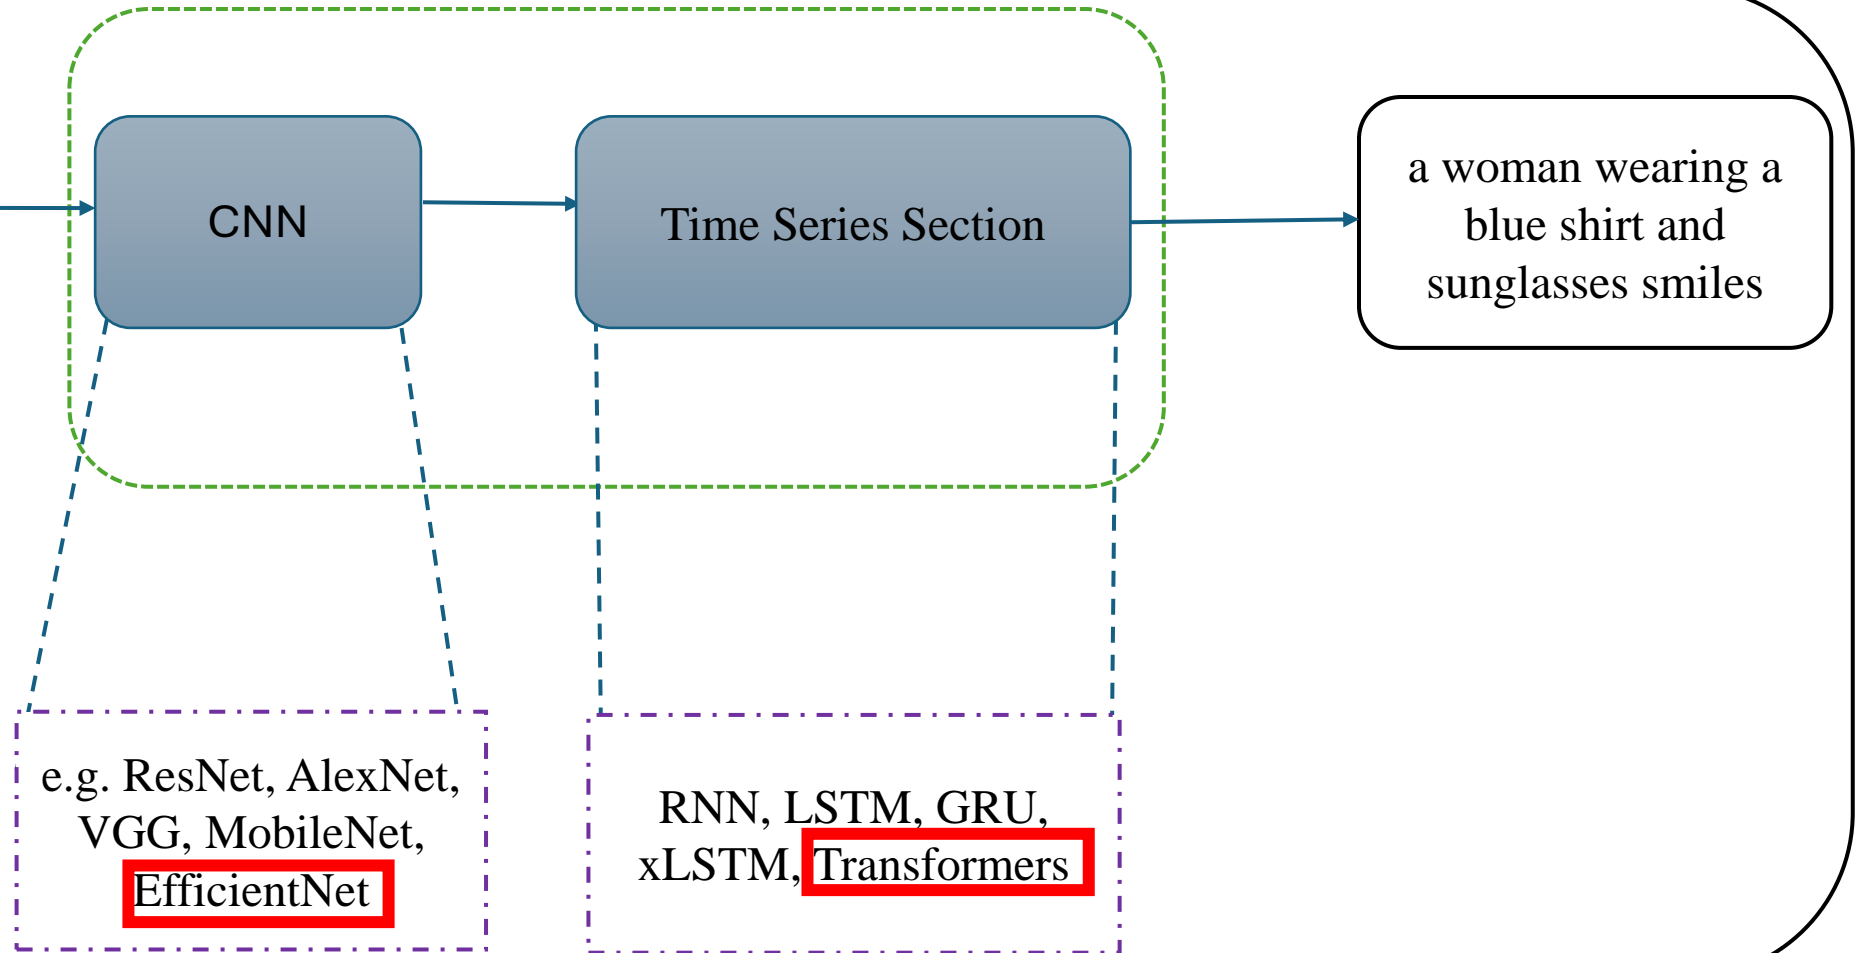 CNN
Time Series Section
a woman wearing a
blue shirt and
sunglasses smiles
e.g. ResNet, AlexNet,
VGG, MobileNet,
EfficientNet
RNN, LSTM, GRU,
xLSTM, Transformers